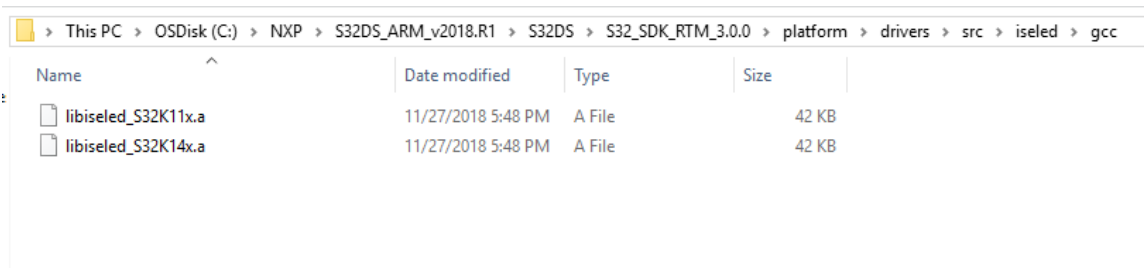 This PC > OSDisk (C:) > NXP > S32DS_ARM_v2018.R1 > S32DS > S32_SDK_RTM_3.0.0 > platform > drivers > src > iseled > gcc
Name Date modified Type Size
libiseled_S32K11x.a 11/27/2018 5:48 PM A File 42 KB
libiseled_S32K14x.a 11/27/2018 5:48 PM A File 42 KB